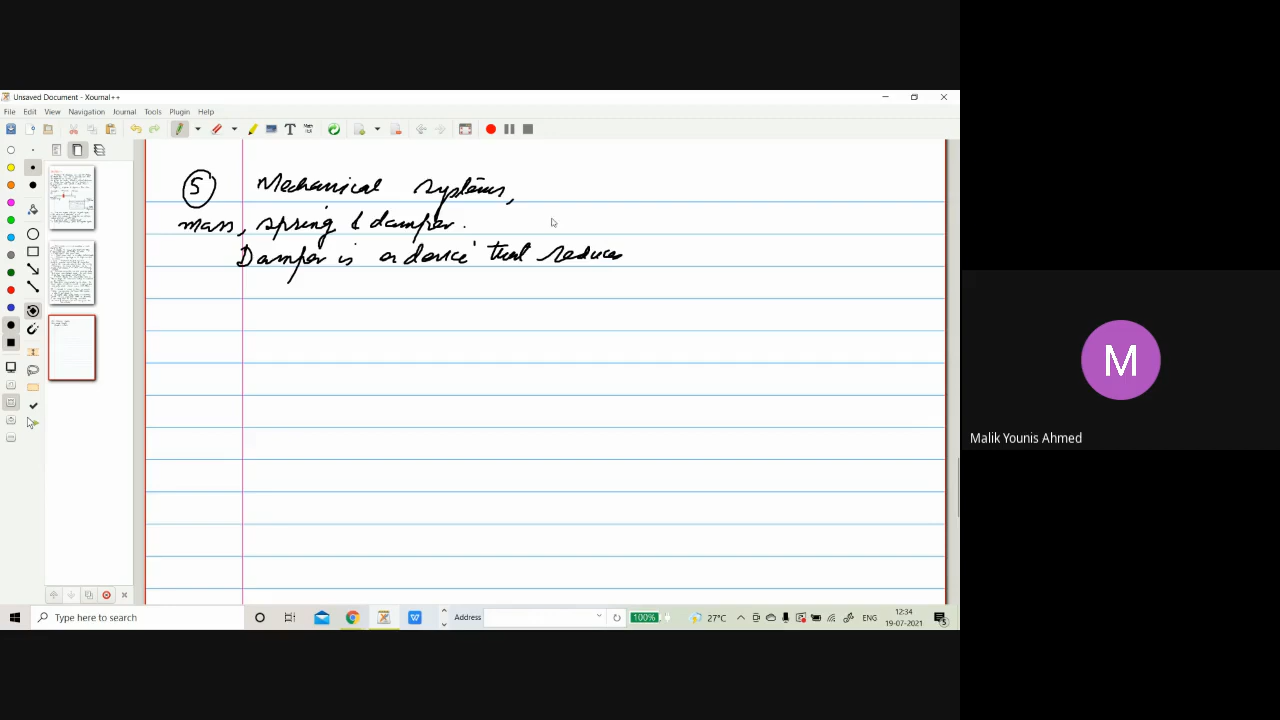 Unsaved Document - Xournal++
File Edit View Navigation Journal Tools Plugin Help
5 Mechanical systems,
mass, spring & damper.
Damper is a device that reduces
M
Malik Younis Ahmed
Type here to search
Address
100%
27°C
ENG
12:34
19-07-2021